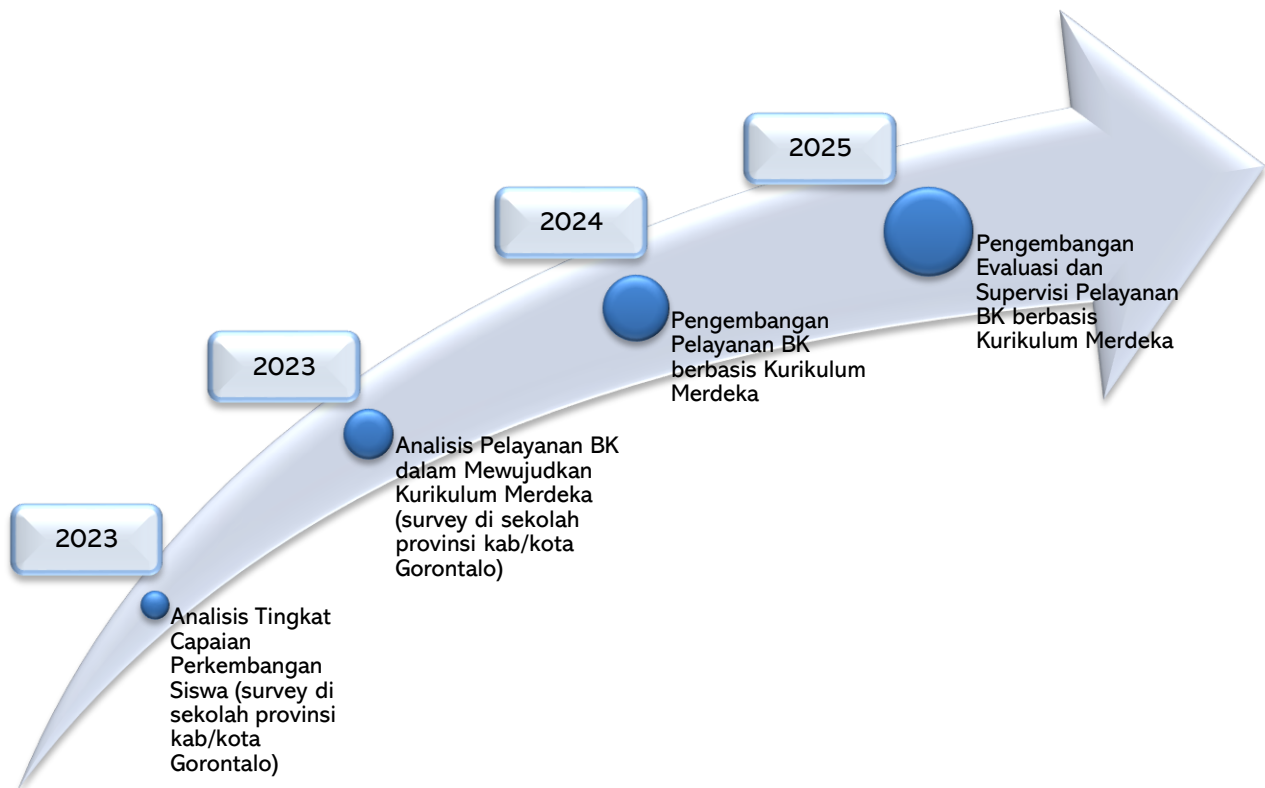 2023
Analisis Tingkat
Capaian
Perkembangan
Siswa (survey di
sekolah provinsi
kab/kota
Gorontalo)
2023
Analisis Pelayanan BK
dalam Mewujudkan
Kurikulum Merdeka
(survey di sekolah
provinsi kab/kota
Gorontalo)
2024
Pengembangan
Pelayanan BK
berbasis Kurikulum
Merdeka
2025
Pengembangan
Evaluasi dan
Supervisi Pelayanan
BK berbasis
Kurikulum Merdeka